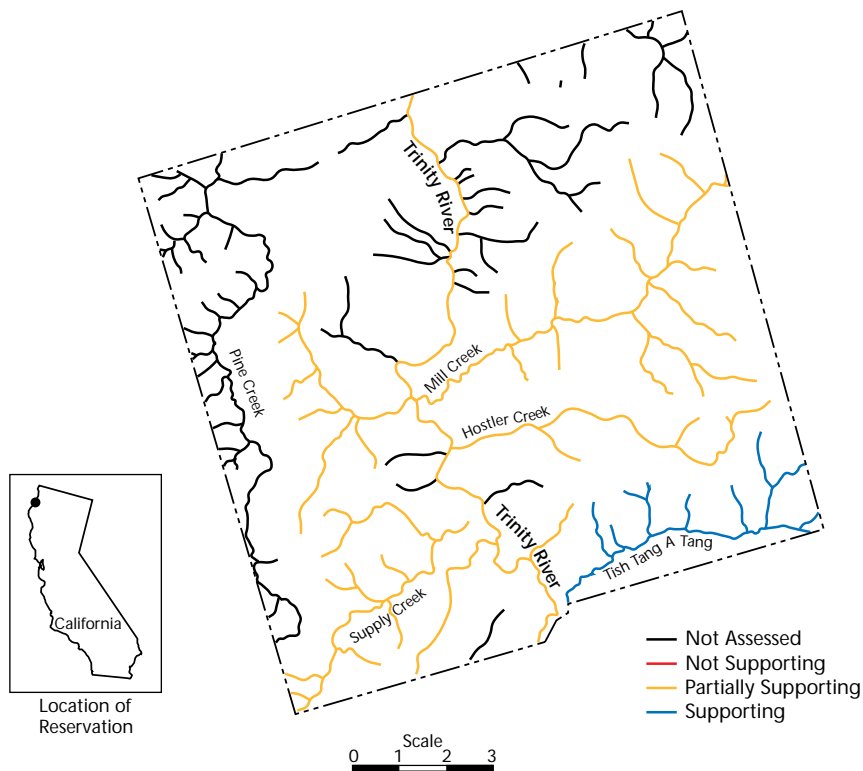 Trinity River
Pine Creek
Mill Creek
Hostler Creek
Trinity River
Tish Tang A Tang
Supply Creek
California
Location of
Reservation
Not Assessed
Not Supporting
Partially Supporting
Supporting
Scale
0 1 2 3